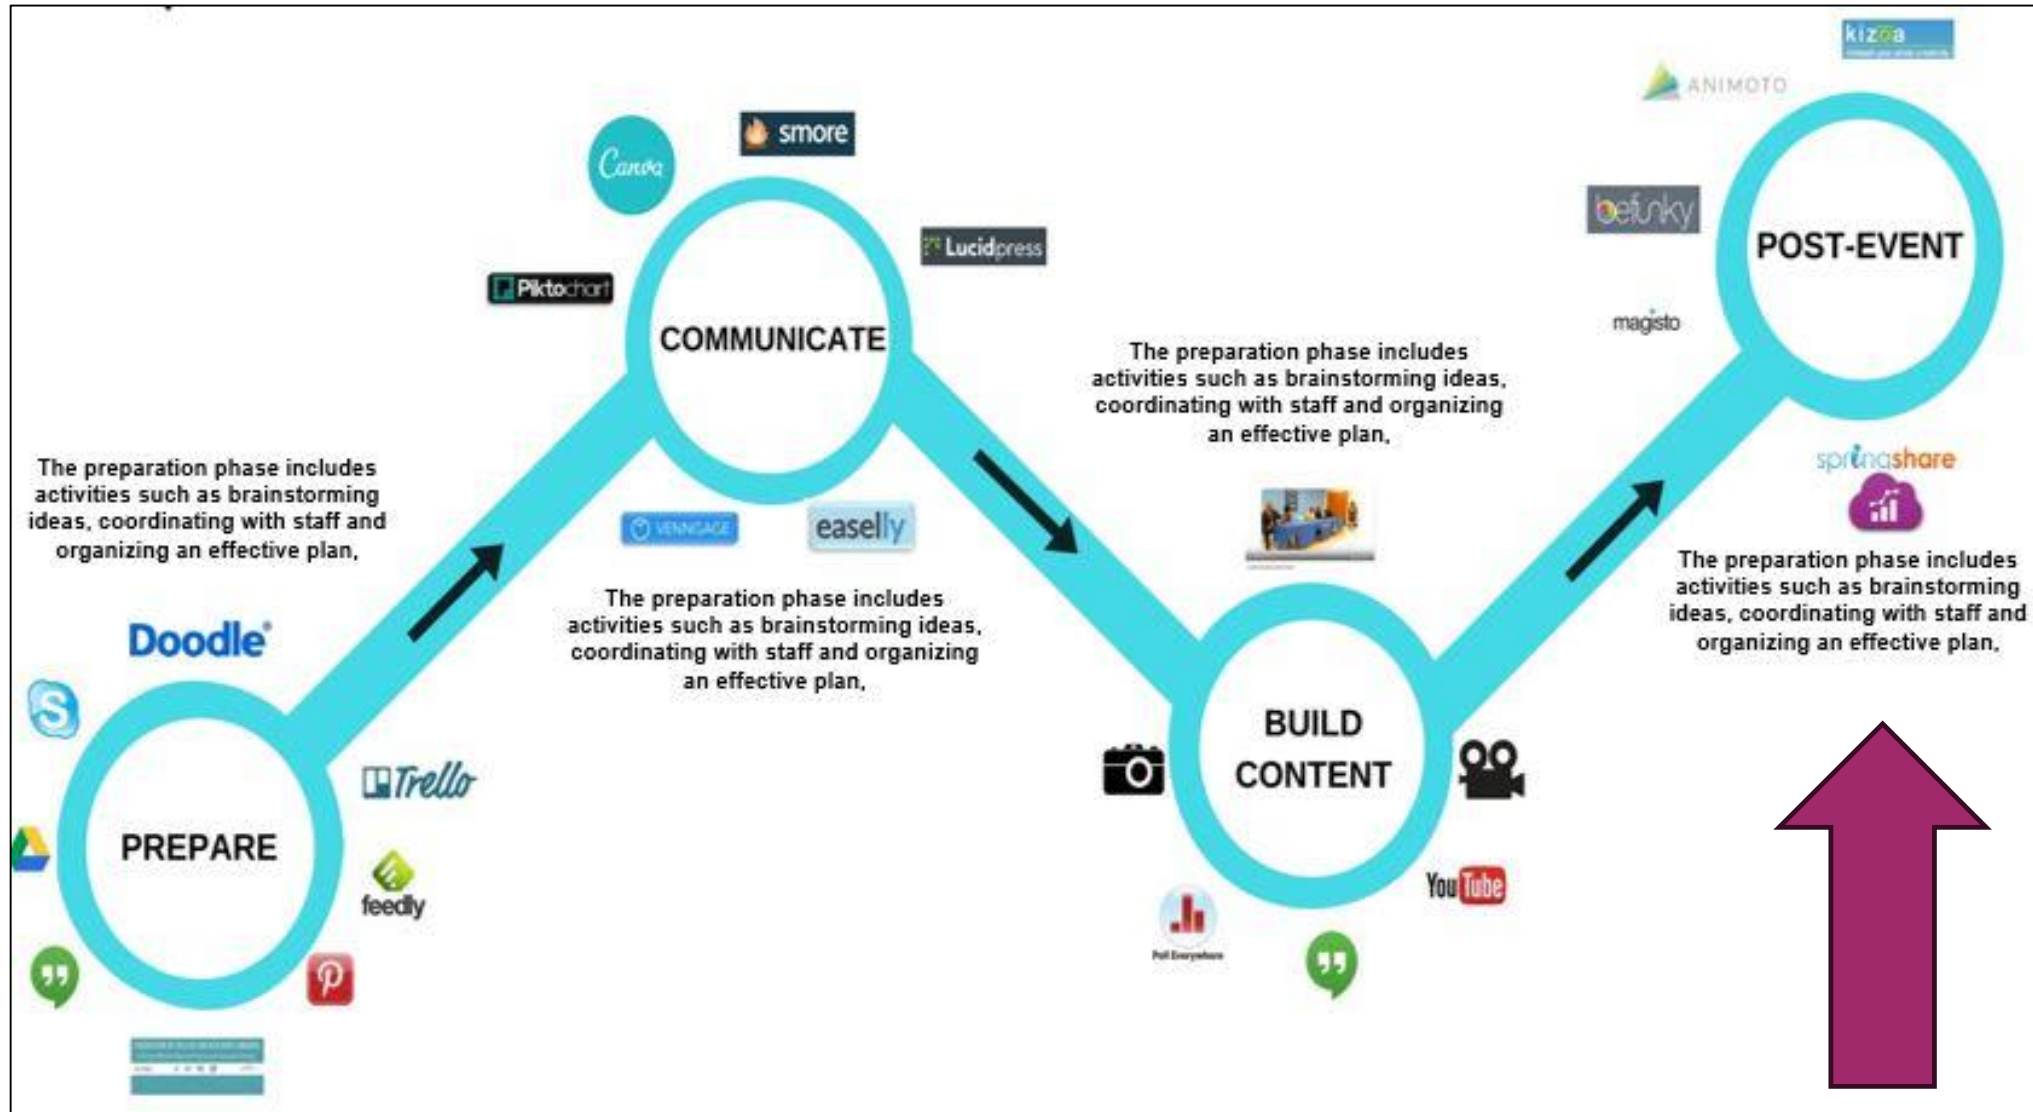 kizoa
ANIMOTO
smore
Canva
befunky
Lucidpress
POST-EVENT
Piktochart
magisto
COMMUNICATE
The preparation phase includes
activities such as brainstorming ideas,
coordinating with staff and organizing
an effective plan,
The preparation phase includes
activities such as brainstorming
ideas, coordinating with staff and
organizing an effective plan,
springshare
VENNGAGE
easelly
The preparation phase includes
activities such as brainstorming
ideas, coordinating with staff and
organizing an effective plan,
The preparation phase includes
activities such as brainstorming ideas,
coordinating with staff and organizing
an effective plan,
Doodle
BUILD
CONTENT
Trello
PREPARE
feedly
YouTube
Poll Everywhere